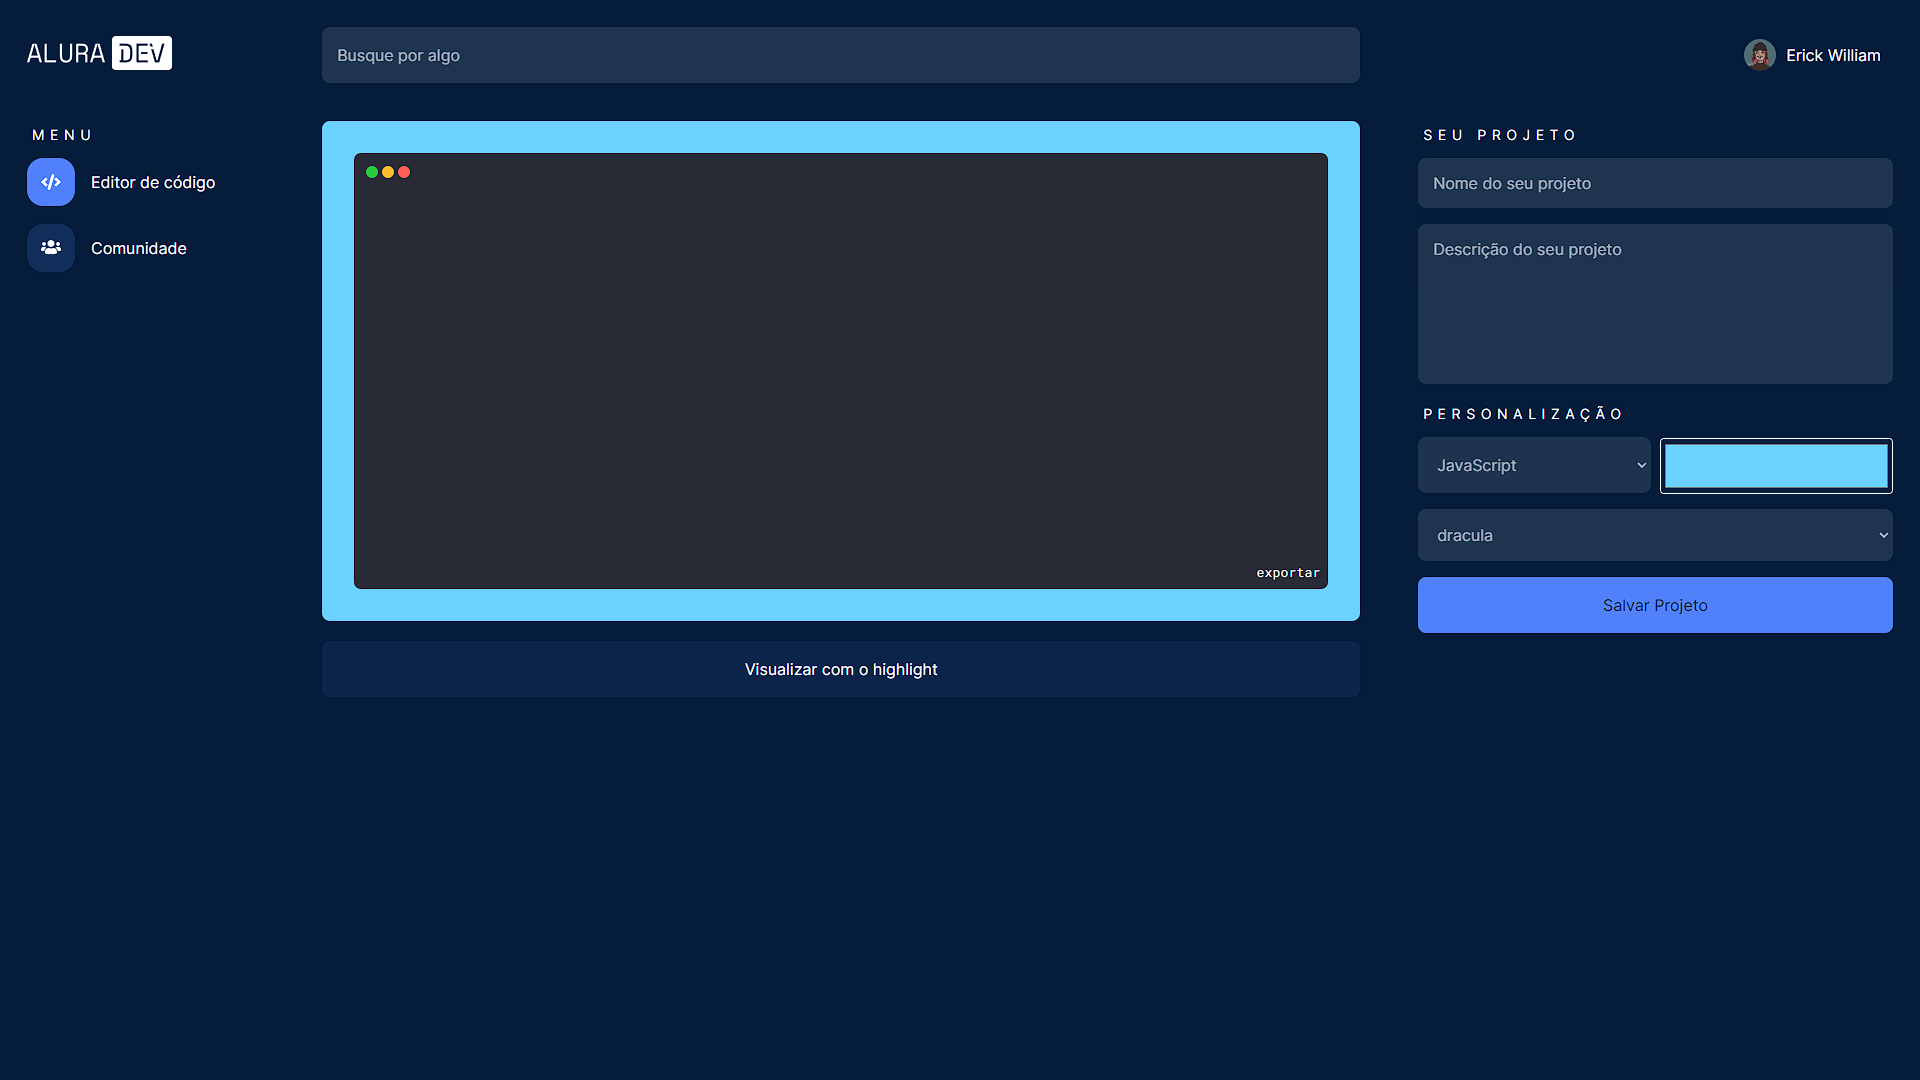 ALURA DEV
Busque por algo
Erick William
MENU
Editor de código
Comunidade
exportar
Visualizar com o highlight
SEU PROJETO
Nome do seu projeto
Descrição do seu projeto
PERSONALIZAÇÃO
JavaScript
dracula
Salvar Projeto